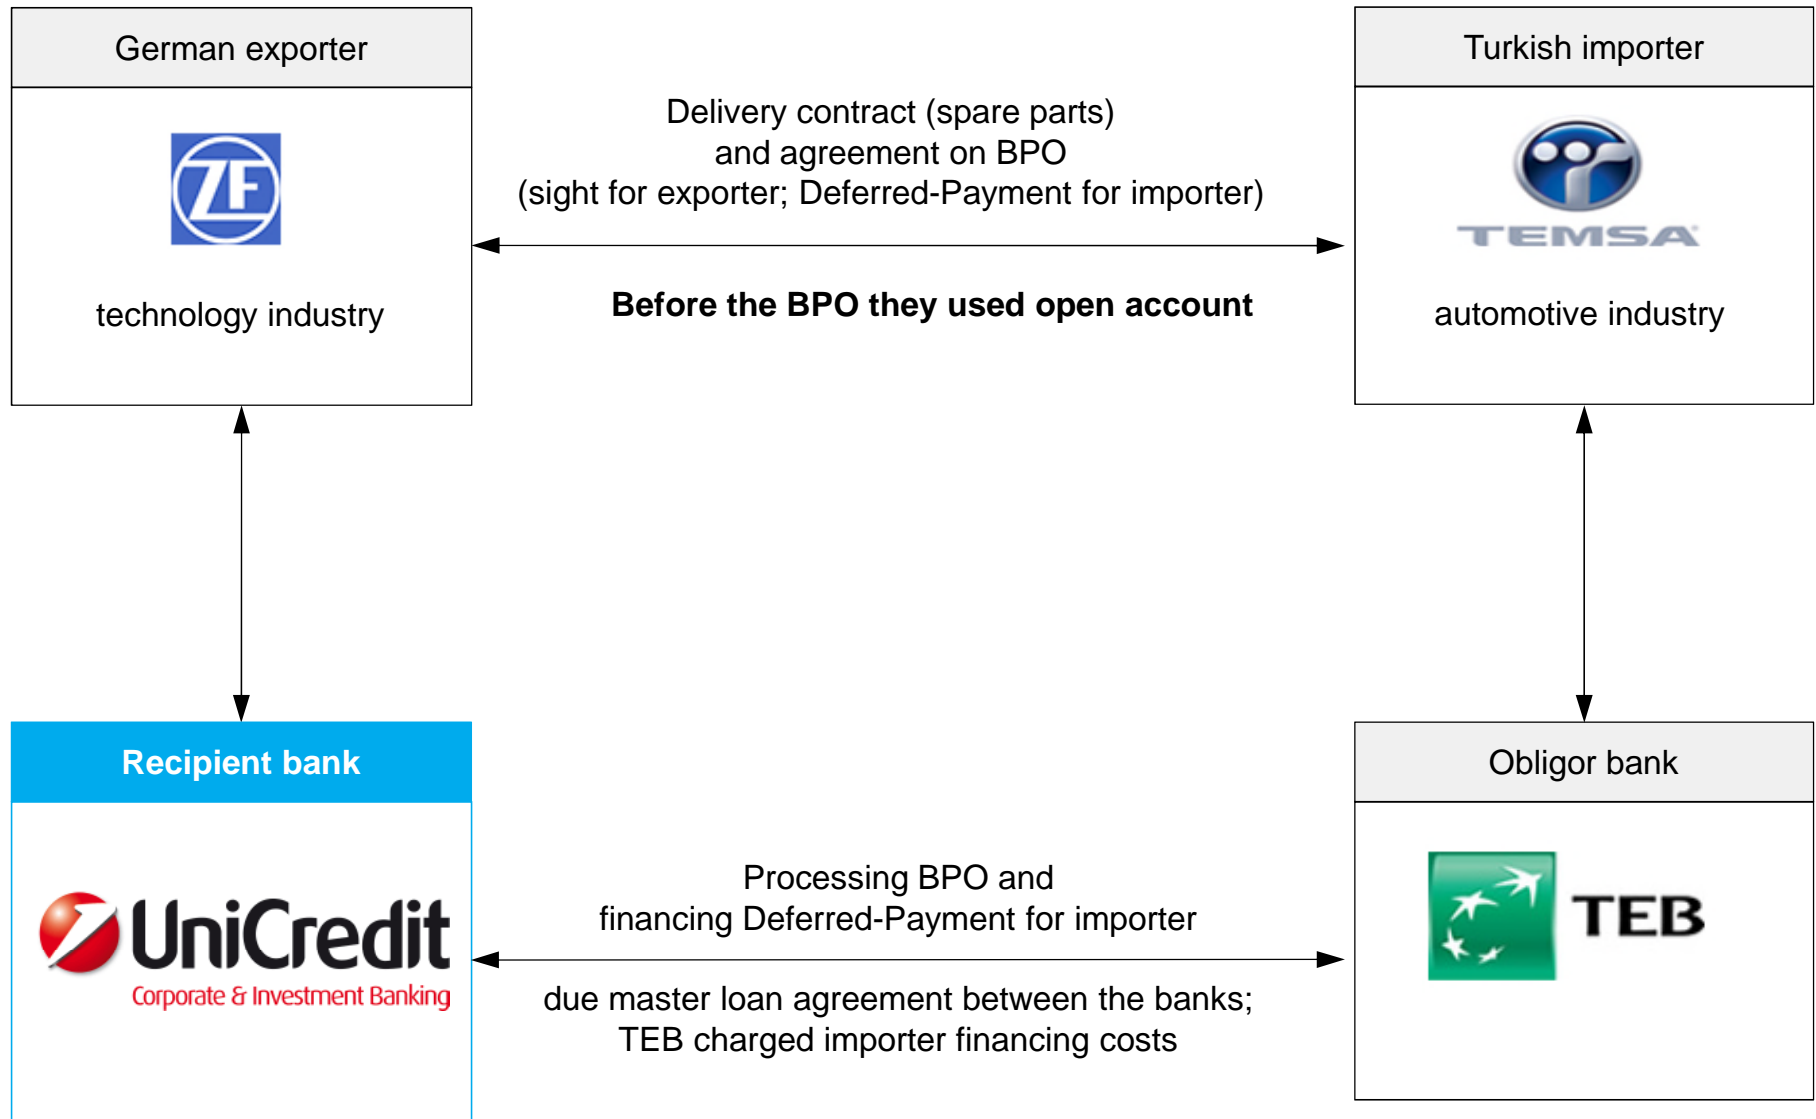 German exporter
Turkish importer
ZF
Delivery contract (spare parts)
and agreement on BPO
(sight for exporter; Deferred-Payment for importer)
TEMSA
technology industry
Before the BPO they used open account
automotive industry
Recipient bank
Obligor bank
UniCredit
Corporate & Investment Banking
Processing BPO and
financing Deferred-Payment for importer
TEB
due master loan agreement between the banks;
TEB charged importer financing costs